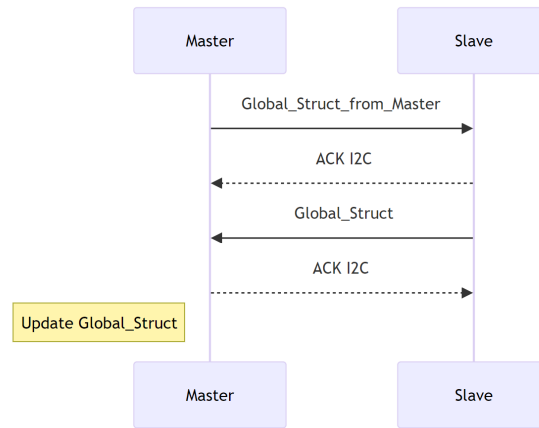 Master
Slave
Global_Struct_from_Master
ACK I2C
Global_Struct
ACK I2C
Update Global_Struct
Master
Slave